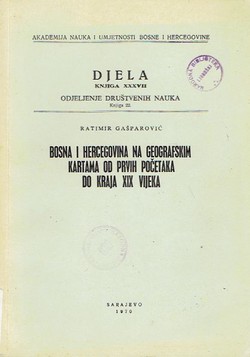 AKADEMIJA NAUKA I UMJETNOSTI BOSNE I HERCEGOVINE
DJELA
KNJIGA XXXVII
ODJELJENJE DRUŠTVENIH NAUKA
Knjiga 22.
RATIMIR GAŠPAROVIĆ
BOSNA I HERCEGOVINA NA GEOGRAFSKIM
KARTAMA OD PRVIH POČETAKA
DO KRAJA XIX VIJEKA
SARAJEVO
1970